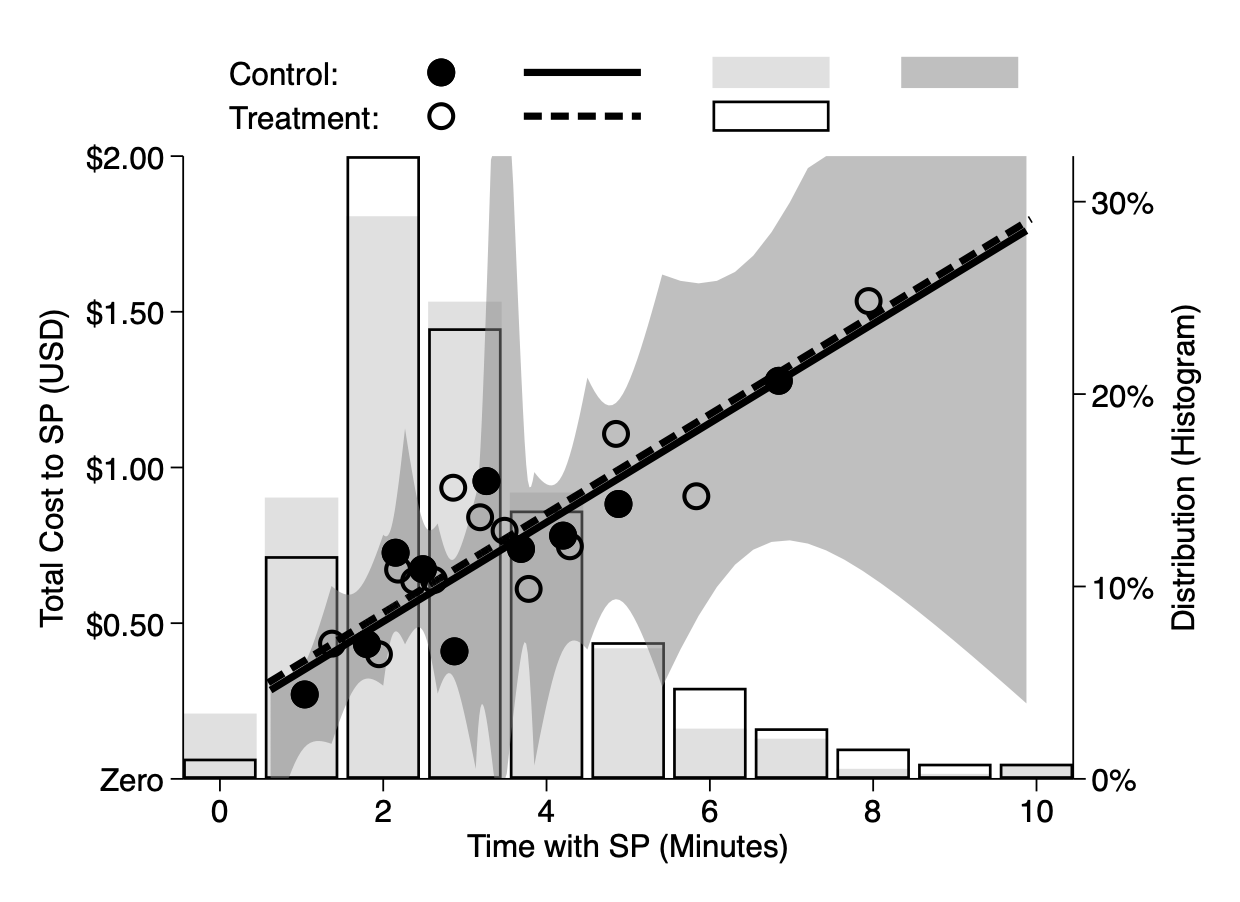 Control:
Treatment:
$2.00
$1.50
$1.00
$0.50
Zero
Total Cost to SP (USD)
30%
20%
10%
0%
Distribution (Histogram)
0 2 4 6 8 10
Time with SP (Minutes)